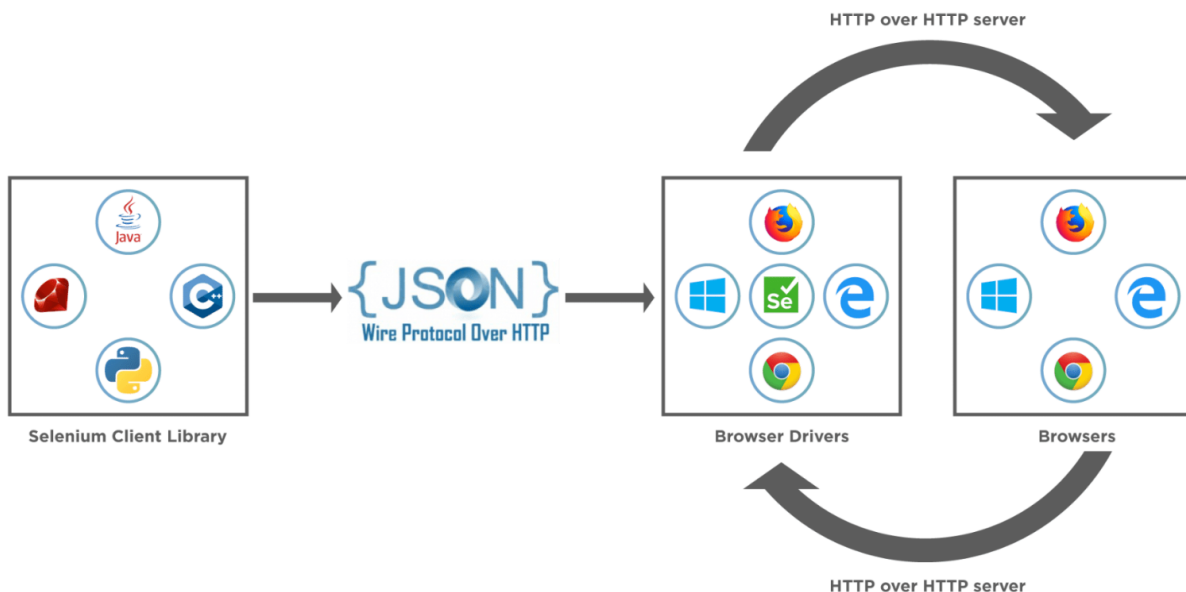 HTTP over HTTP server
Java
C++
{JSON}
Wire Protocol Over HTTP
Se
Selenium Client Library
Browser Drivers
Browsers
HTTP over HTTP server